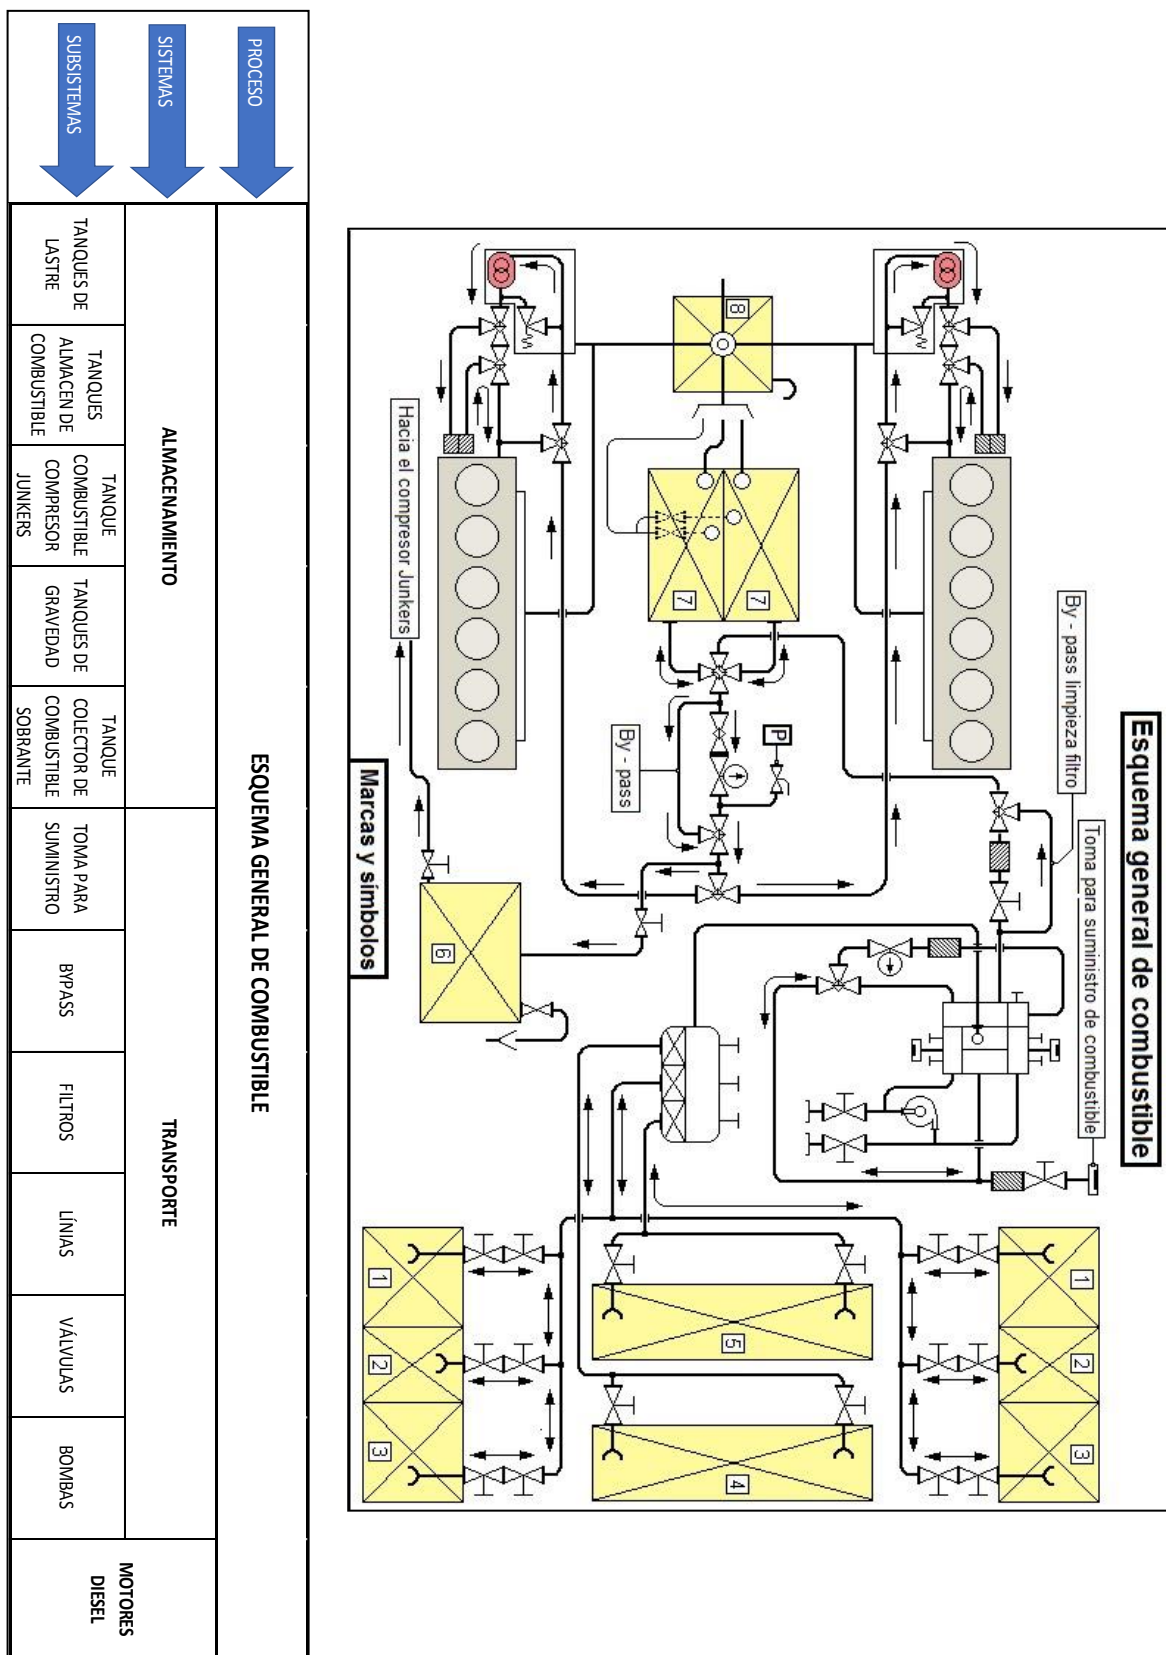 Esquema general de combustible
Toma para suministro de combustible
By - pass limpieza filtro
1
2
3
P
7
8
5
4
7
By - pass
6
Hacia el compresor Junkers
1
2
3
Marcas y símbolos
PROCESO
ESQUEMA GENERAL DE COMBUSTIBLE
SISTEMAS
ALMACENAMIENTO
TRANSPORTE
MOTORES
DIESEL
SUBSISTEMAS
TANQUES DE
LASTRE
TANQUES
ALMACEN DE
COMBUSTIBLE
TANQUE
COMBUSTIBLE
COMPRESOR
JUNKERS
TANQUES DE
GRAVEDAD
TANQUE
COLECTOR DE
COMBUSTIBLE
SOBRANTE
TOMA PARA
SUMINISTRO
BYPASS
FILTROS
LÍNIAS
VÁLVULAS
BOMBAS